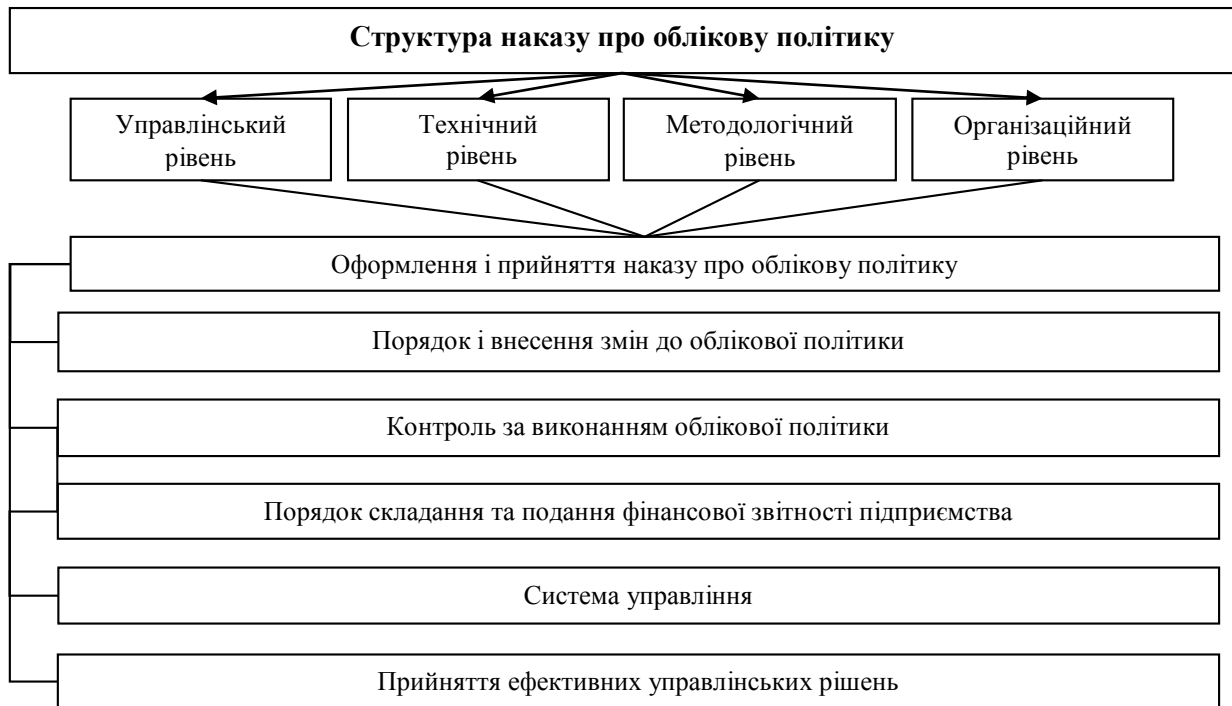 Структура наказу про облікову політику
Управлінський
рівень
Технічний
рівень
Методологічний
рівень
Організаційний
рівень
Оформлення і прийняття наказу про облікову політику
Порядок і внесення змін до облікової політики
Контроль за виконанням облікової політики
Порядок складання та подання фінансової звітності підприємства
Система управління
Прийняття ефективних управлінських рішень